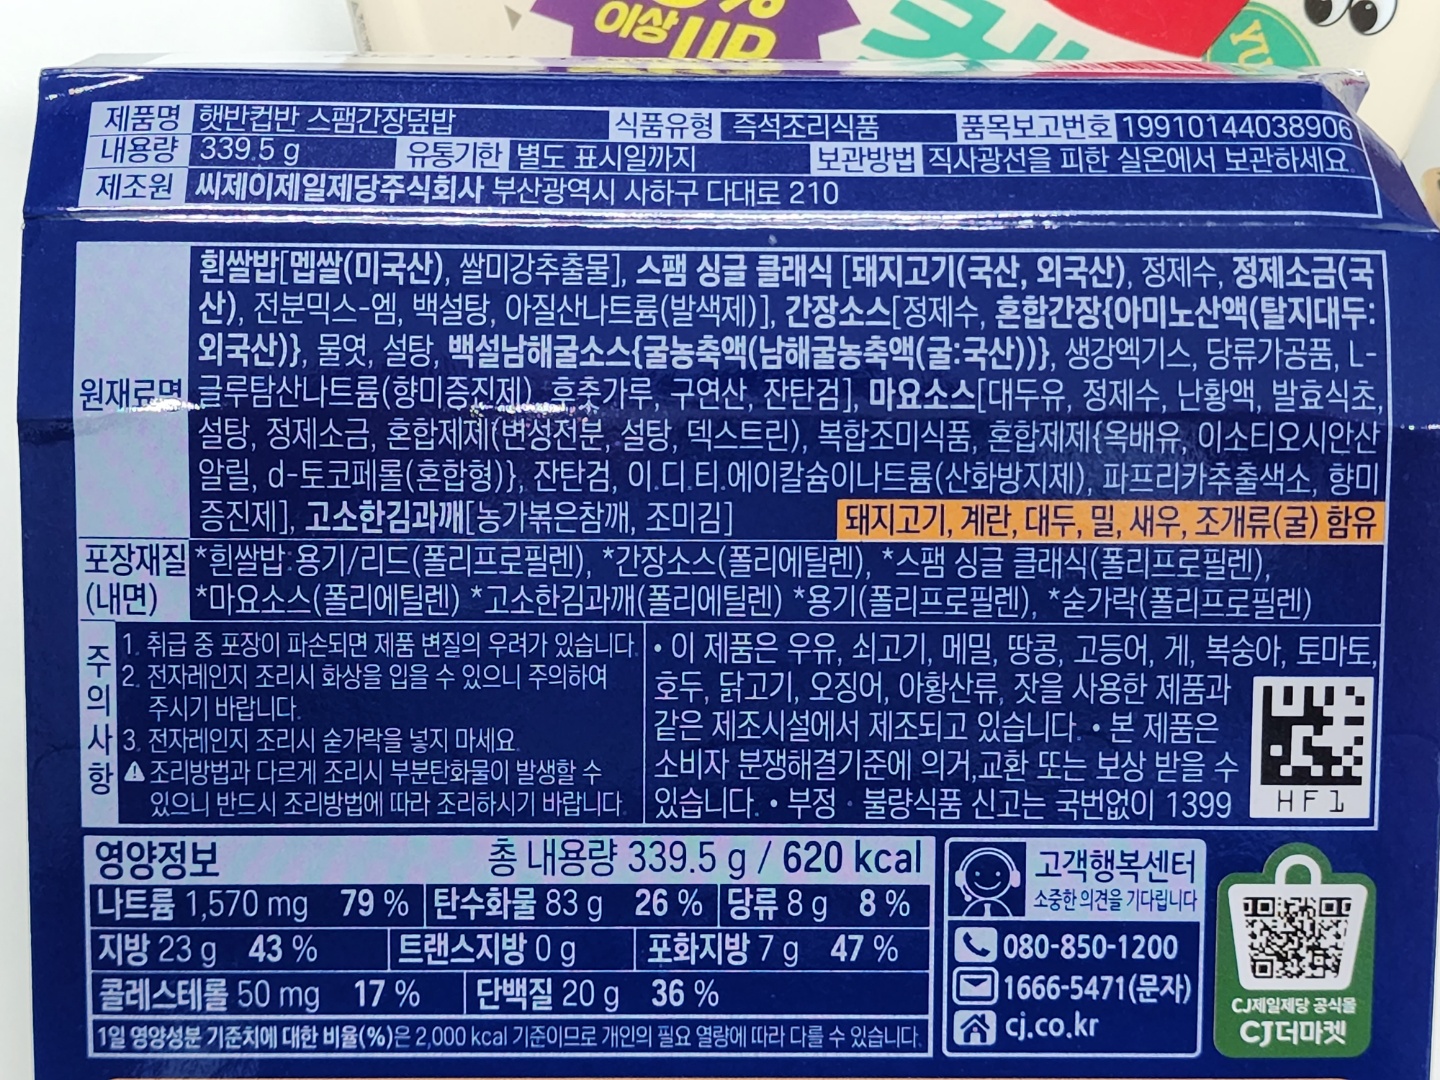 이상 UP
제품명 햇반컵반 스팸간장덮밥 식품유형 즉석조리식품 품목보고번호 19910144038906
내용량 339.5 g 유통기한 별도 표시일까지 보관방법 직사광선을 피한 실온에서 보관하세요.
제조원 씨제이제일제당주식회사 부산광역시 사하구 다대로 210
원재료명
흰쌀밥[멥쌀(미국산), 쌀미강추출물], 스팸 싱글 클래식 [돼지고기(국산, 외국산), 정제수, 정제소금(국
산), 전분믹스-엠, 백설탕, 아질산나트륨(발색제)], 간장소스[정제수, 혼합간장{아미노산액(탈지대두:
외국산)}, 물엿, 설탕, 백설남해굴소스{굴농축액(남해굴농축액(굴:국산))}, 생강엑기스, 당류가공품, L-
글루탐산나트륨(향미증진제), 후춧가루, 구연산, 잔탄검], 마요소스[대두유, 정제수, 난황액, 발효식초,
설탕, 정제소금, 혼합제제(변성전분, 설탕, 덱스트린), 복합조미식품, 혼합제제{옥배유, 이소티오시안산
알릴, d-토코페롤(혼합형)}, 잔탄검, 이.디.티.에이칼슘이나트륨(산화방지제), 파프리카추출색소, 향미
증진제], 고소한김과깨[농가볶은참깨, 조미김] 돼지고기, 계란, 대두, 밀, 새우, 조개류(굴) 함유
포장재질 *흰쌀밥:용기/리드(폴리프로필렌), *간장소스(폴리에틸렌), *스팸 싱글 클래식(폴리프로필렌),
(내면) *마요소스(폴리에틸렌) *고소한김과깨(폴리에틸렌) *용기(폴리프로필렌), *숟가락(폴리프로필렌)
주의사항
1. 취급 중 포장이 파손되면 제품 변질의 우려가 있습니다.
2. 전자레인지 조리시 화상을 입을 수 있으니 주의하여
주시기 바랍니다.
3. 전자레인지 조리시 숟가락을 넣지 마세요.
⚠ 조리방법과 다르게 조리시 부분탄화물이 발생할 수
있으니 반드시 조리방법에 따라 조리하시기 바랍니다.
• 이 제품은 우유, 쇠고기, 메밀, 땅콩, 고등어, 게, 복숭아, 토마토,
호두, 닭고기, 오징어, 아황산류, 잣을 사용한 제품과
같은 제조시설에서 제조되고 있습니다. • 본 제품은
소비자 분쟁해결기준에 의거,교환 또는 보상 받을 수
있습니다. • 부정 · 불량식품 신고는 국번없이 1399
HF1
영양정보 총 내용량 339.5 g / 620 kcal
나트륨 1,570 mg 79 % 탄수화물 83 g 26 % 당류 8 g 8 %
지방 23 g 43 % 트랜스지방 0 g 포화지방 7 g 47 %
콜레스테롤 50 mg 17 % 단백질 20 g 36 %
1일 영양성분 기준치에 대한 비율(%)은 2,000 kcal 기준이므로 개인의 필요 열량에 따라 다를 수 있습니다.
고객행복센터
소중한 의견을 기다립니다
080-850-1200
1666-5471(문자)
cj.co.kr
CJ제일제당 공식몰
CJ더마켓